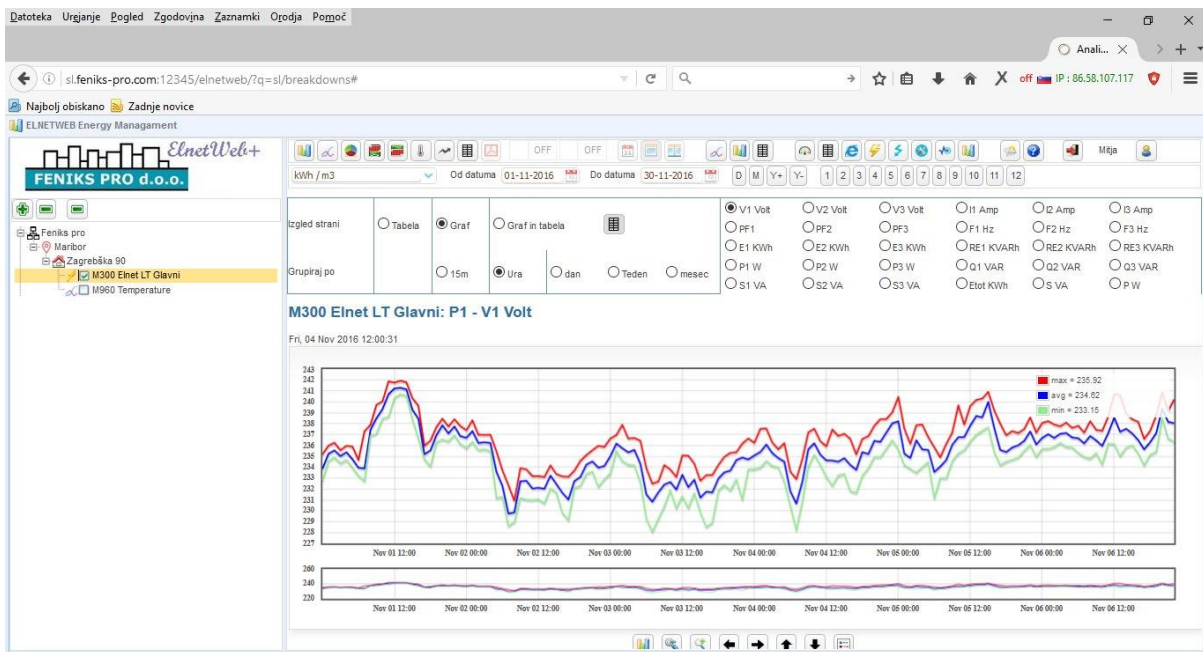 Datoteka Urejanje Pogled Zgodovina Zaznamki Orodja Pomoč
Anali...
sl.feniks-pro.com:12345/elnetweb/?q=sl/breakdowns#
off IP : 86.58.107.117
Najbolj obiskano Zadnje novice
ELNETWEB Energy Managament
ElnetWeb+
FENIKS PRO d.o.o.
OFF OFF Mitja
kWh / m3 Od datuma 01-11-2016 Do datuma 30-11-2016 D M Y+ Y- 1 2 3 4 5 6 7 8 9 10 11 12
Feniks pro
Maribor
Zagrebška 90
M300 Elnet LT Glavni
M960 Temperature
Izgled strani Tabela Graf Graf in tabela
Grupiraj po 15m Ura dan Teden mesec
V1 Volt V2 Volt V3 Volt I1 Amp I2 Amp I3 Amp
PF1 PF2 PF3 F1 Hz F2 Hz F3 Hz
E1 KWh E2 KWh E3 KWh RE1 KVARh RE2 KVARh RE3 KVARh
P1 W P2 W P3 W Q1 VAR Q2 VAR Q3 VAR
S1 VA S2 VA S3 VA Etot KWh S VA P W
M300 Elnet LT Glavni: P1 - V1 Volt
Fri, 04 Nov 2016 12:00:31
243
242
241
240
239
238
237
236
235
234
233
232
231
230
229
228
227
max = 235.92
avg = 234.62
min = 233.15
Nov 01 12:00 Nov 02 00:00 Nov 02 12:00 Nov 03 00:00 Nov 03 12:00 Nov 04 00:00 Nov 04 12:00 Nov 05 00:00 Nov 05 12:00 Nov 06 00:00 Nov 06 12:00
260
240
220
Nov 01 12:00 Nov 02 00:00 Nov 02 12:00 Nov 03 00:00 Nov 03 12:00 Nov 04 00:00 Nov 04 12:00 Nov 05 00:00 Nov 05 12:00 Nov 06 00:00 Nov 06 12:00